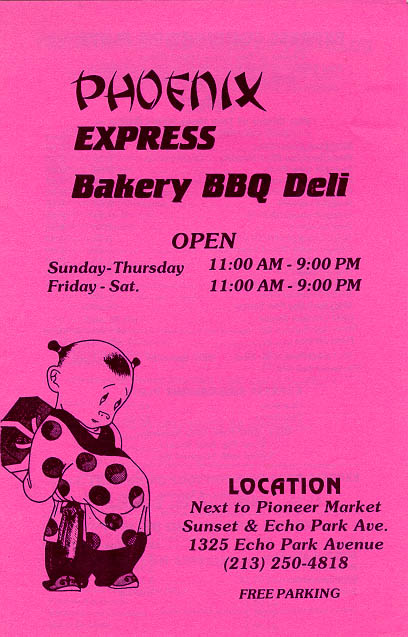 PHOENIX
EXPRESS
Bakery BBQ Deli
OPEN
Sunday-Thursday 11:00 AM - 9:00 PM
Friday - Sat. 11:00 AM - 9:00 PM
LOCATION
Next to Pioneer Market
Sunset & Echo Park Ave.
1325 Echo Park Avenue
(213) 250-4818
FREE PARKING